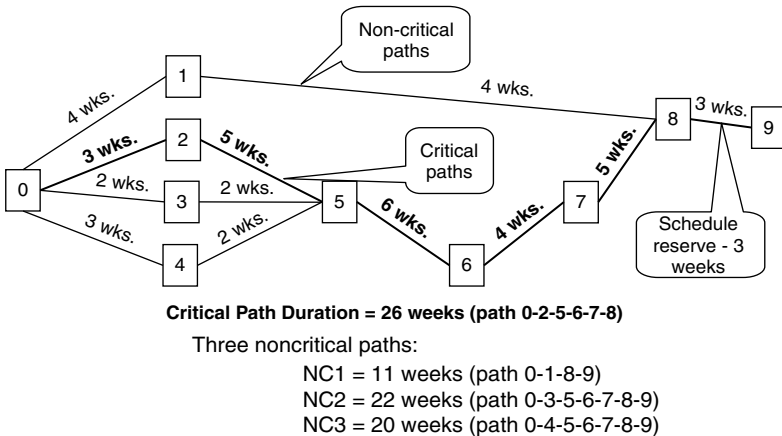 Non-critical
paths
1
4 wks.
4 wks.
8
3 wks.
9
2
3 wks.
5 wks.
Critical
paths
5 wks.
0
2 wks.
3
2 wks.
5
7
6 wks.
4 wks.
3 wks.
4
2 wks.
6
Schedule
reserve - 3
weeks
Critical Path Duration = 26 weeks (path 0-2-5-6-7-8)
Three noncritical paths:
NC1 = 11 weeks (path 0-1-8-9)
NC2 = 22 weeks (path 0-3-5-6-7-8-9)
NC3 = 20 weeks (path 0-4-5-6-7-8-9)